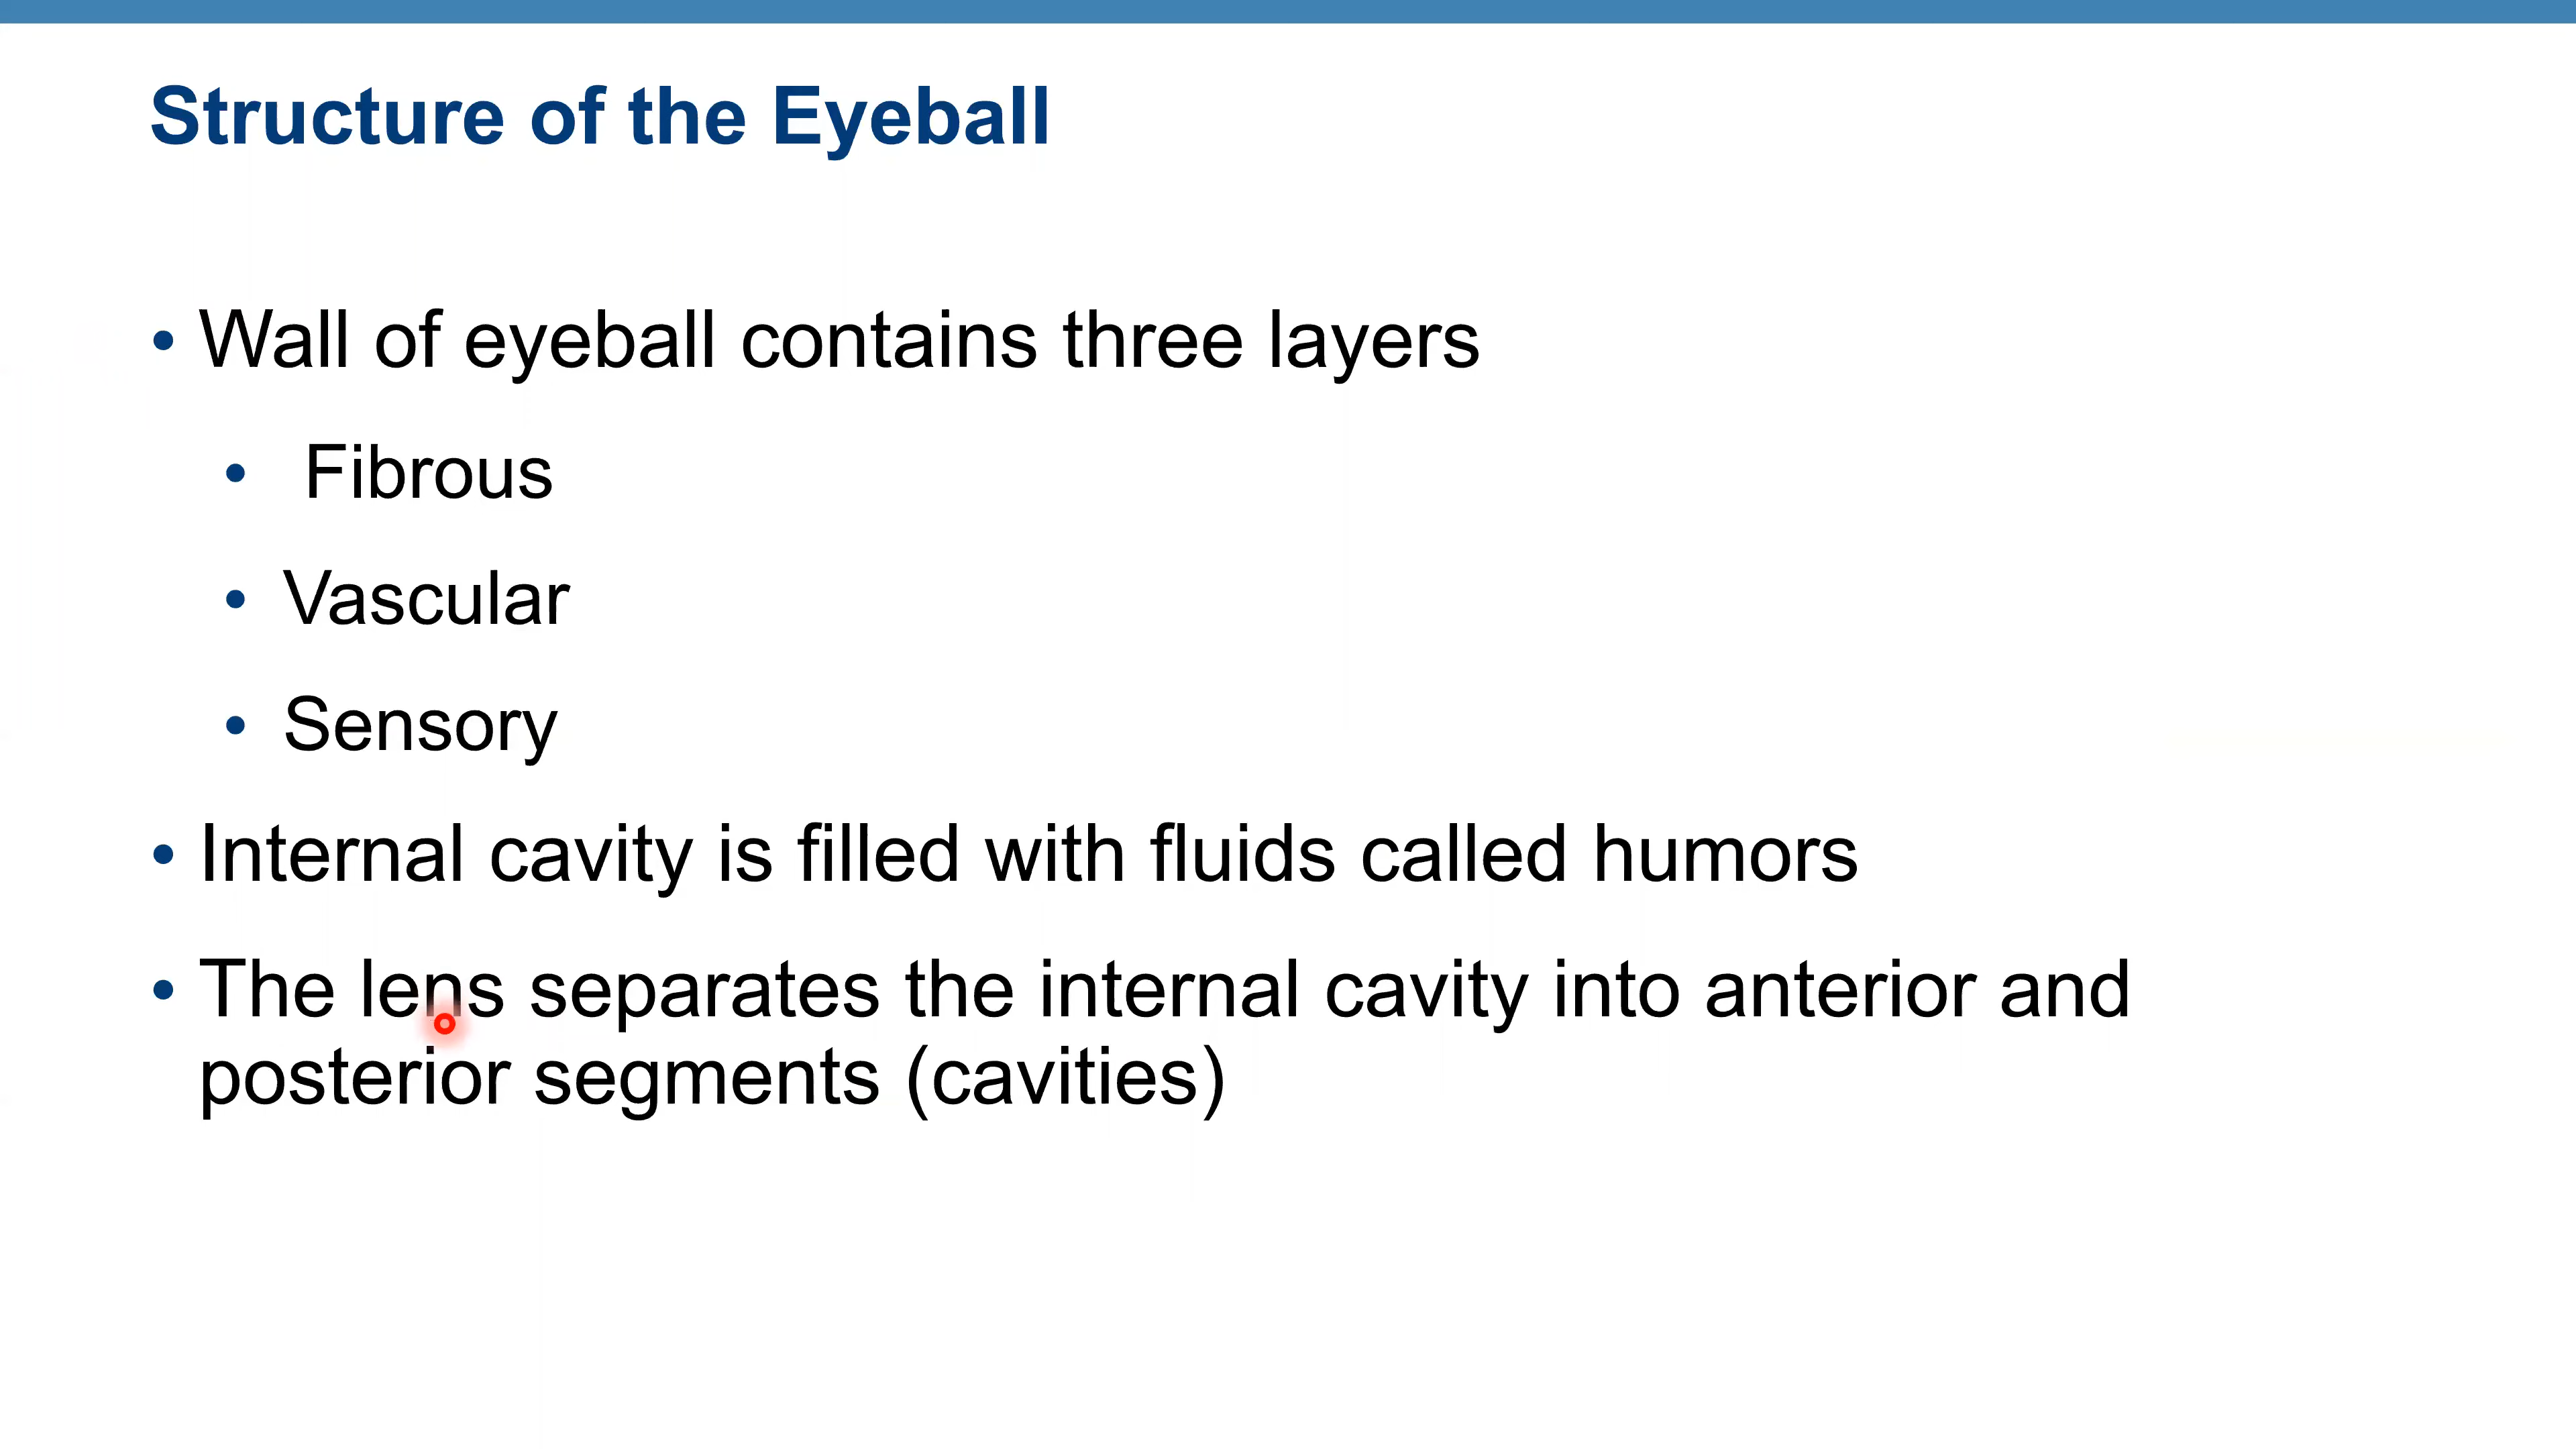 Structure of the Eyeball
• Wall of eyeball contains three layers
• Fibrous
• Vascular
• Sensory
• Internal cavity is filled with fluids called humors
• The lens separates the internal cavity into anterior and
posterior segments (cavities)